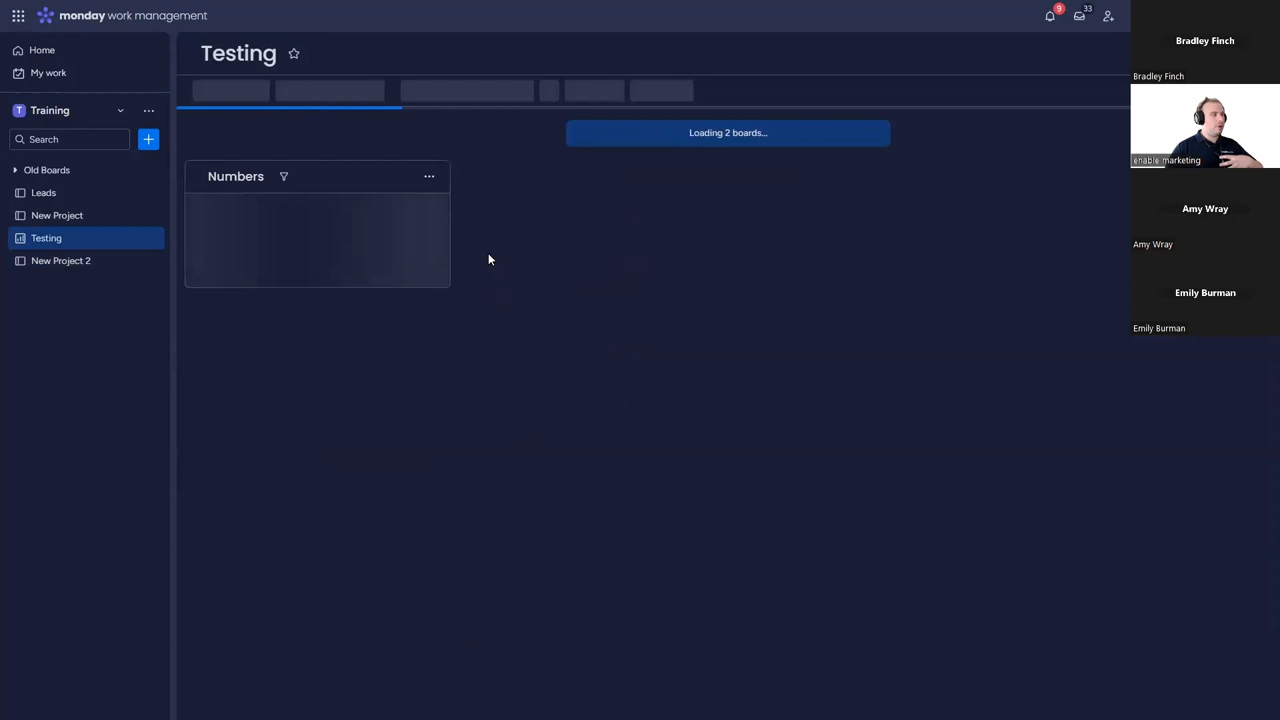 monday work management
9
33
Home
My work
T Training
Search
Old Boards
Leads
New Project
Testing
New Project 2
Testing
Loading 2 boards...
Numbers
Bradley Finch
Bradley Finch
enable marketing
Amy Wray
Amy Wray
Emily Burman
Emily Burman